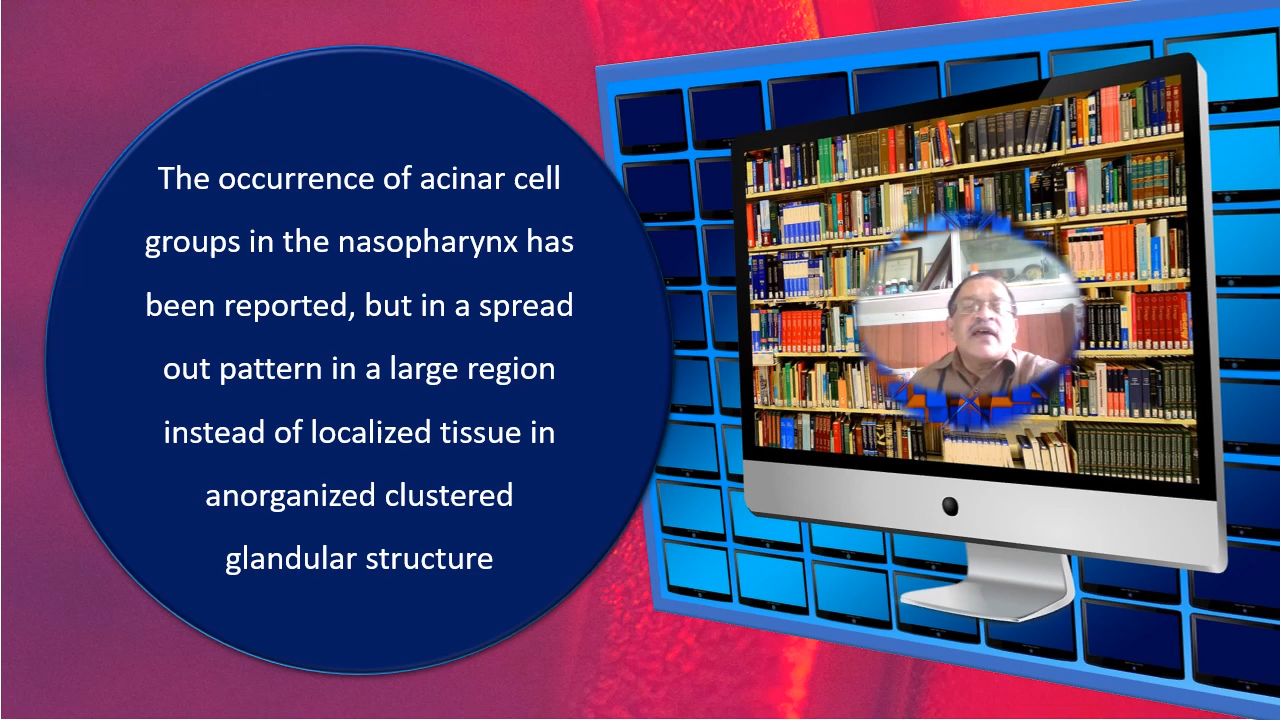 The occurrence of acinar cell
groups in the nasopharynx has
been reported, but in a spread
out pattern in a large region
instead of localized tissue in
anorganized clustered
glandular structure